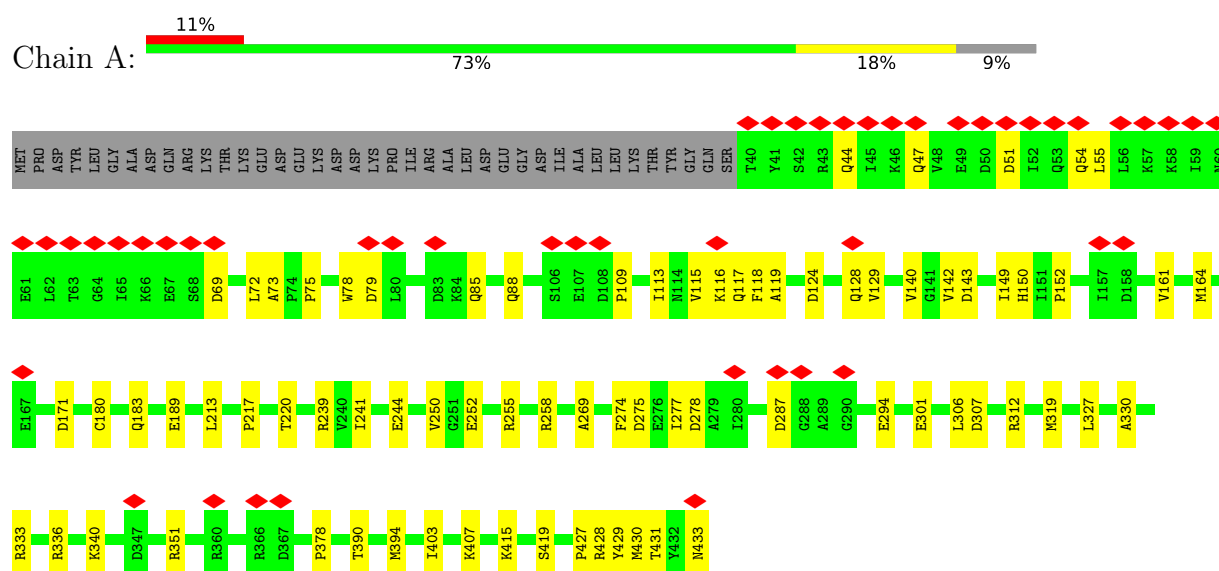 11%
Chain A:
73% 18% 9%
MET PRO ASP TYR LEU GLY ALA ASP GLN ARG LYS THR LYS GLU ASP GLU LYS ASP ASP LYS PRO ILE ARG ALA LEU ASP GLU GLY ASP ILE ALA LEU LEU LYS THR TYR GLY GLN SER T40 Y41 S42 R43 Q44 I45 K46 Q47 V48 E49 D50 D51 I52 Q53 Q54 L55 L56 K57 K58 I59 N60
E61 L62 T63 G64 I65 K66 E67 S68 D69 L72 A73 P74 P75 W78 D79 L80 D83 K84 Q85 Q88 S106 E107 D108 P109 I113 N114 V115 K116 Q117 F118 A119 D124 Q128 V129 V140 G141 V142 D143 I149 H150 I151 P152 I157 D158 V161 M164
E167 D171 C180 Q183 E189 L213 P217 T220 R239 V240 I241 E244 V250 G251 E252 R255 R258 A269 F274 D275 E276 I277 D278 A279 I280 D287 G288 A289 G290 E294 E301 L306 D307 R312 M319 L327 A330
R333 R336 K340 D347 R351 R360 R366 D367 P378 T390 M394 I403 K407 K415 S419 P427 R428 Y429 M430 T431 Y432 N433